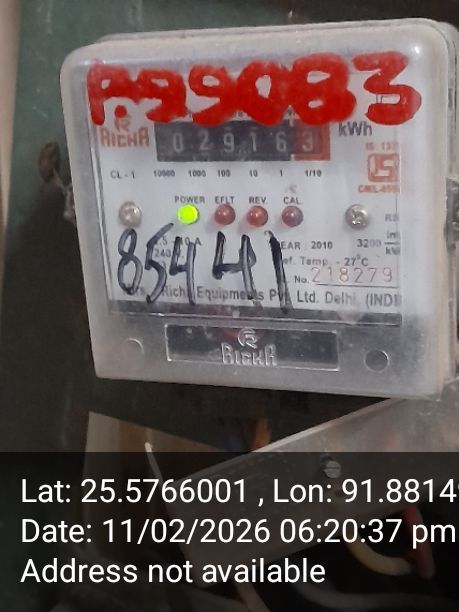 P.99083
RICHA
029163 kWh
CL - 1 10000 1000 100 10 1 1/10
POWER EFLT REV. CAL.
240
YEAR : 2010 3200
Ref. Temp. - 27°C
No. 218279
85441
Richa Equipments Pvt. Ltd. Delhi. (INDI
RICHA
Lat: 25.5766001 , Lon: 91.8814
Date: 11/02/2026 06:20:37 pm
Address not available